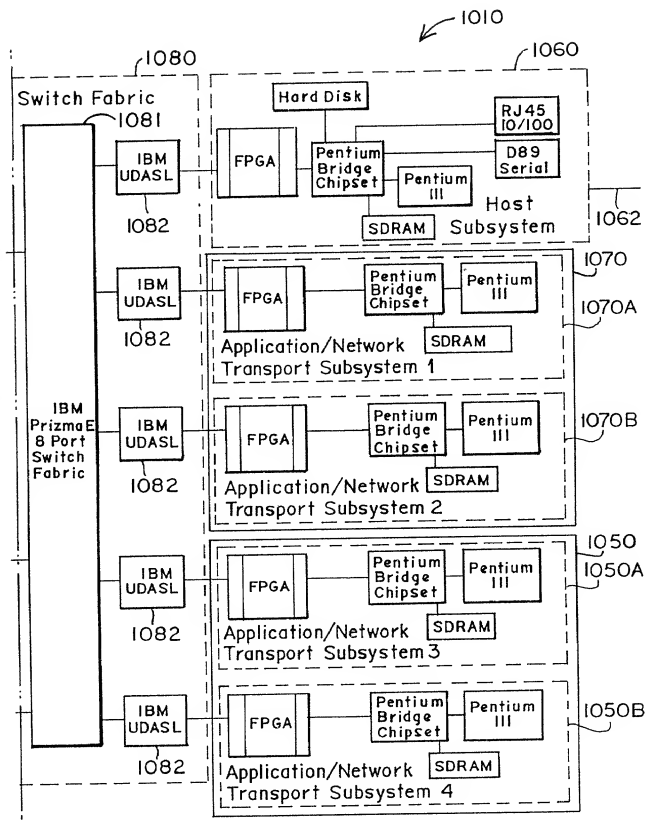 1010
1080
1060
Switch Fabric
1081
Hard Disk
RJ45
10/100
IBM
UDASL
FPGA
Pentium
Bridge
Chipset
D89
Serial
Pentium
III
1082
Host
Subsystem
SDRAM
1062
1070
IBM
UDASL
FPGA
Pentium
Bridge
Chipset
Pentium
III
1070A
1082
SDRAM
Application/Network
Transport Subsystem 1
IBM
PrizmaE
8 Port
Switch
Fabric
IBM
UDASL
FPGA
Pentium
Bridge
Chipset
Pentium
III
1070B
1082
SDRAM
Application/Network
Transport Subsystem 2
1050
IBM
UDASL
FPGA
Pentium
Bridge
Chipset
Pentium
III
1050A
1082
SDRAM
Application/Network
Transport Subsystem 3
IBM
UDASL
FPGA
Pentium
Bridge
Chipset
Pentium
III
1050B
1082
SDRAM
Application/Network
Transport Subsystem 4